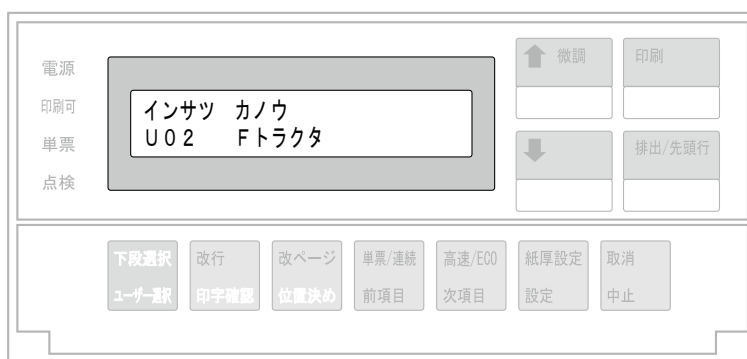 電源
印刷可
単票
点検
インサツ カノウ
U02 Fトラクタ
微調
印刷
排出/先頭行
下段選択
ユーザー選択
改行
印字確認
改ページ
位置決め
単票/連続
前項目
高速/ECO
次項目
紙厚設定
設定
取消
中止